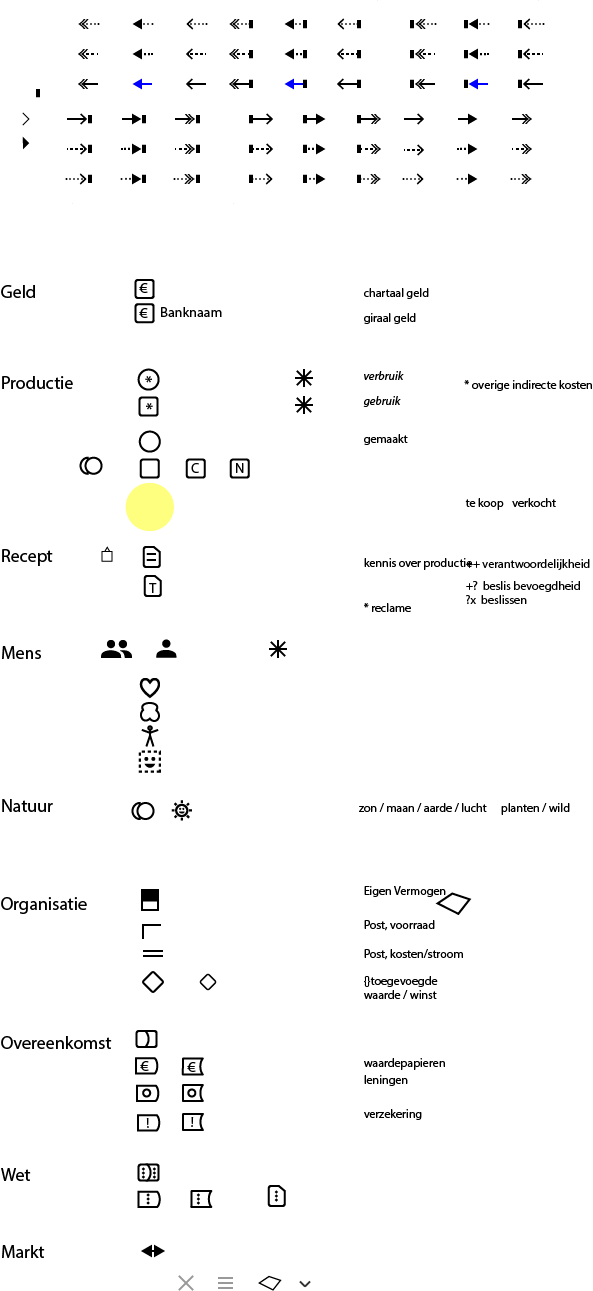 Geld
€
chartaal geld
€ Banknaam
giraal geld
Productie
*
verbruik
* overige indirecte kosten
*
gebruik
gemaakt
C N
te koop verkocht
Recept
kennis over productie
++ verantwoordelijkheid
T
+? beslis bevoegdheid
?x beslissen
* reclame
Mens
Natuur
zon / maan / aarde / lucht planten / wild
Organisatie
Eigen Vermogen
Post, voorraad
Post, kosten/stroom
{}toegevoegde
waarde / winst
Overeenkomst
€ €
waardepapieren
leningen
! !
verzekering
Wet
Markt